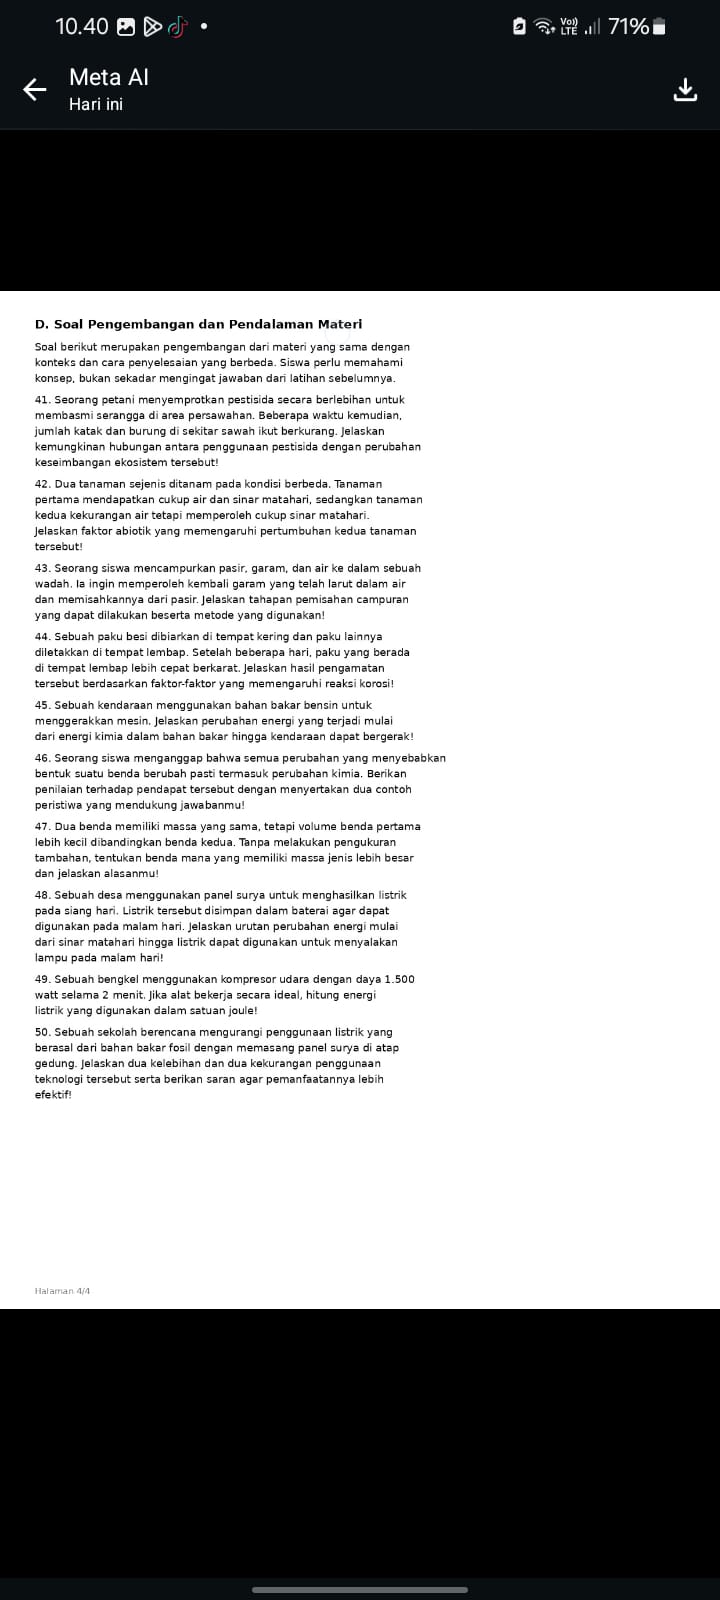 10.40
Vo)) LTE 71%
Meta AI
Hari ini
D. Soal Pengembangan dan Pendalaman Materi
Soal berikut merupakan pengembangan dari materi yang sama dengan
konteks dan cara penyelesaian yang berbeda. Siswa perlu memahami
konsep, bukan sekadar mengingat jawaban dari latihan sebelumnya.
41. Seorang petani menyemprotkan pestisida secara berlebihan untuk
membasmi serangga di area persawahan. Beberapa waktu kemudian,
jumlah katak dan burung di sekitar sawah ikut berkurang. Jelaskan
kemungkinan hubungan antara penggunaan pestisida dengan perubahan
keseimbangan ekosistem tersebut!
42. Dua tanaman sejenis ditanam pada kondisi berbeda. Tanaman
pertama mendapatkan cukup air dan sinar matahari, sedangkan tanaman
kedua kekurangan air tetapi memperoleh cukup sinar matahari.
Jelaskan faktor abiotik yang memengaruhi pertumbuhan kedua tanaman
tersebut!
43. Seorang siswa mencampurkan pasir, garam, dan air ke dalam sebuah
wadah. Ia ingin memperoleh kembali garam yang telah larut dalam air
dan memisahkannya dari pasir. Jelaskan tahapan pemisahan campuran
yang dapat dilakukan beserta metode yang digunakan!
44. Sebuah paku besi dibiarkan di tempat kering dan paku lainnya
diletakkan di tempat lembap. Setelah beberapa hari, paku yang berada
di tempat lembap lebih cepat berkarat. Jelaskan hasil pengamatan
tersebut berdasarkan faktor-faktor yang memengaruhi reaksi korosi!
45. Sebuah kendaraan menggunakan bahan bakar bensin untuk
menggerakkan mesin. Jelaskan perubahan energi yang terjadi mulai
dari energi kimia dalam bahan bakar hingga kendaraan dapat bergerak!
46. Seorang siswa menganggap bahwa semua perubahan yang menyebabkan
bentuk suatu benda berubah pasti termasuk perubahan kimia. Berikan
penilaian terhadap pendapat tersebut dengan menyertakan dua contoh
peristiwa yang mendukung jawabanmu!
47. Dua benda memiliki massa yang sama, tetapi volume benda pertama
lebih kecil dibandingkan benda kedua. Tanpa melakukan pengukuran
tambahan, tentukan benda mana yang memiliki massa jenis lebih besar
dan jelaskan alasanmu!
48. Sebuah desa menggunakan panel surya untuk menghasilkan listrik
pada siang hari. Listrik tersebut disimpan dalam baterai agar dapat
digunakan pada malam hari. Jelaskan urutan perubahan energi mulai
dari sinar matahari hingga listrik dapat digunakan untuk menyalakan
lampu pada malam hari!
49. Sebuah bengkel menggunakan kompresor udara dengan daya 1.500
watt selama 2 menit. Jika alat bekerja secara ideal, hitung energi
listrik yang digunakan dalam satuan joule!
50. Sebuah sekolah berencana mengurangi penggunaan listrik yang
berasal dari bahan bakar fosil dengan memasang panel surya di atap
gedung. Jelaskan dua kelebihan dan dua kekurangan penggunaan
teknologi tersebut serta berikan saran agar pemanfaatannya lebih
efektif!
Halaman 4/4